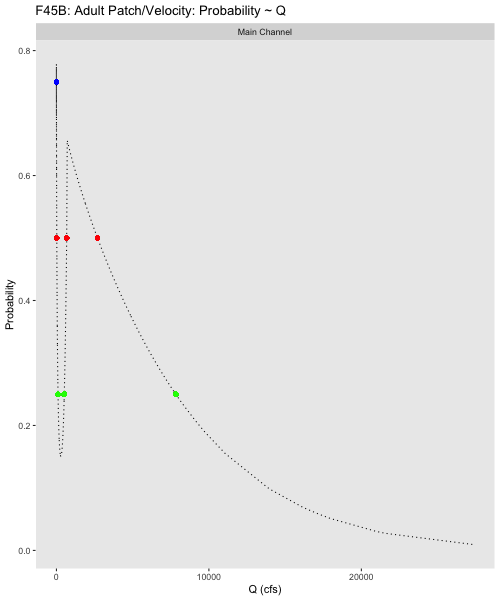 F45B: Adult Patch/Velocity: Probability ~ Q
Main Channel
0.8
0.6
0.4
0.2
0.0
Probability
0 10000 20000
Q (cfs)